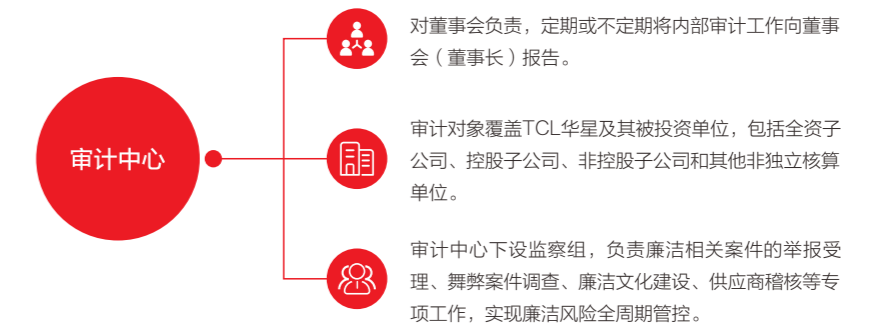 审计中心
对董事会负责，定期或不定期将内部审计工作向董事
会（董事长）报告。
审计对象覆盖TCL华星及其被投资单位，包括全资子
公司、控股子公司、非控股子公司和其他非独立核算
单位。
审计中心下设监察组，负责廉洁相关案件的举报受
理、舞弊案件调查、廉洁文化建设、供应商稽核等专
项工作，实现廉洁风险全周期管控。